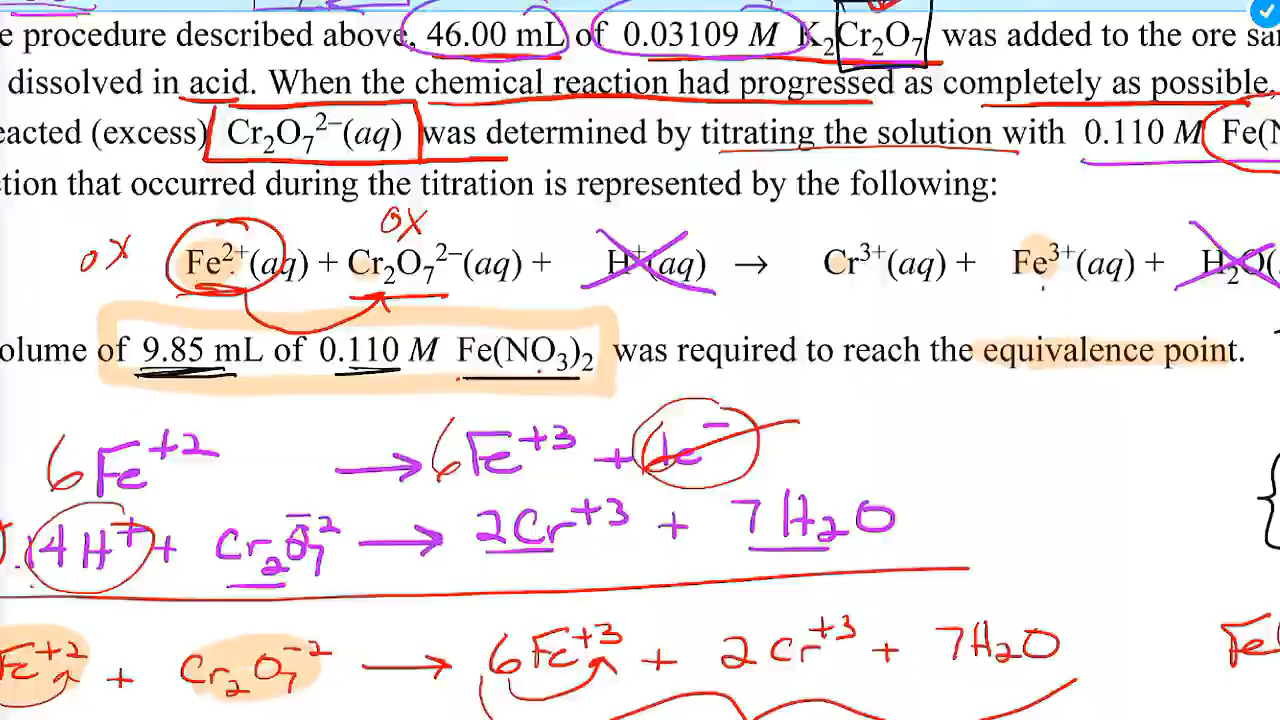 e procedure described above, 46.00 mL of 0.03109 M K₂Cr₂O₇ was added to the ore sa
dissolved in acid. When the chemical reaction had progressed as completely as possible,
eacted (excess) Cr₂O₇²⁻(aq) was determined by titrating the solution with 0.110 M Fe(N
ction that occurred during the titration is represented by the following:
ox
ox
Fe²⁺(aq) + Cr₂O₇²⁻(aq) + H⁺(aq) → Cr³⁺(aq) + Fe³⁺(aq) + H₂O(
olume of 9.85 mL of 0.110 M Fe(NO₃)₂ was required to reach the equivalence point.
6Fe⁺² → 6Fe⁺³ + 6e⁻
14H⁺ + Cr₂O₇⁻² → 2Cr⁺³ + 7H₂O
Fe⁺² + Cr₂O₇⁻² → 6Fe⁺³ + 2Cr⁺³ + 7H₂O
Fe